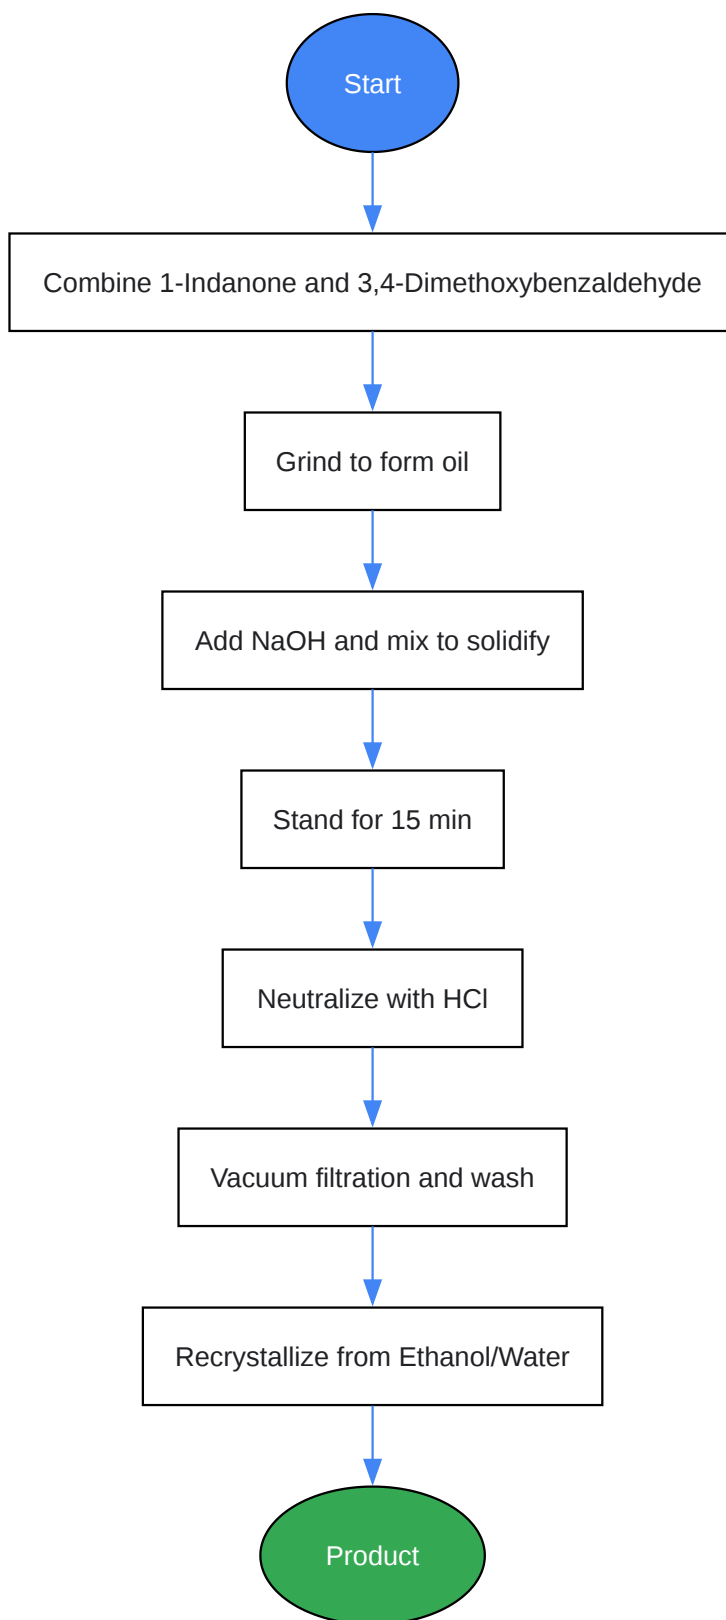 Start
Combine 1-Indanone and 3,4-Dimethoxybenzaldehyde
Grind to form oil
Add NaOH and mix to solidify
Stand for 15 min
Neutralize with HCl
Vacuum filtration and wash
Recrystallize from Ethanol/Water
Product